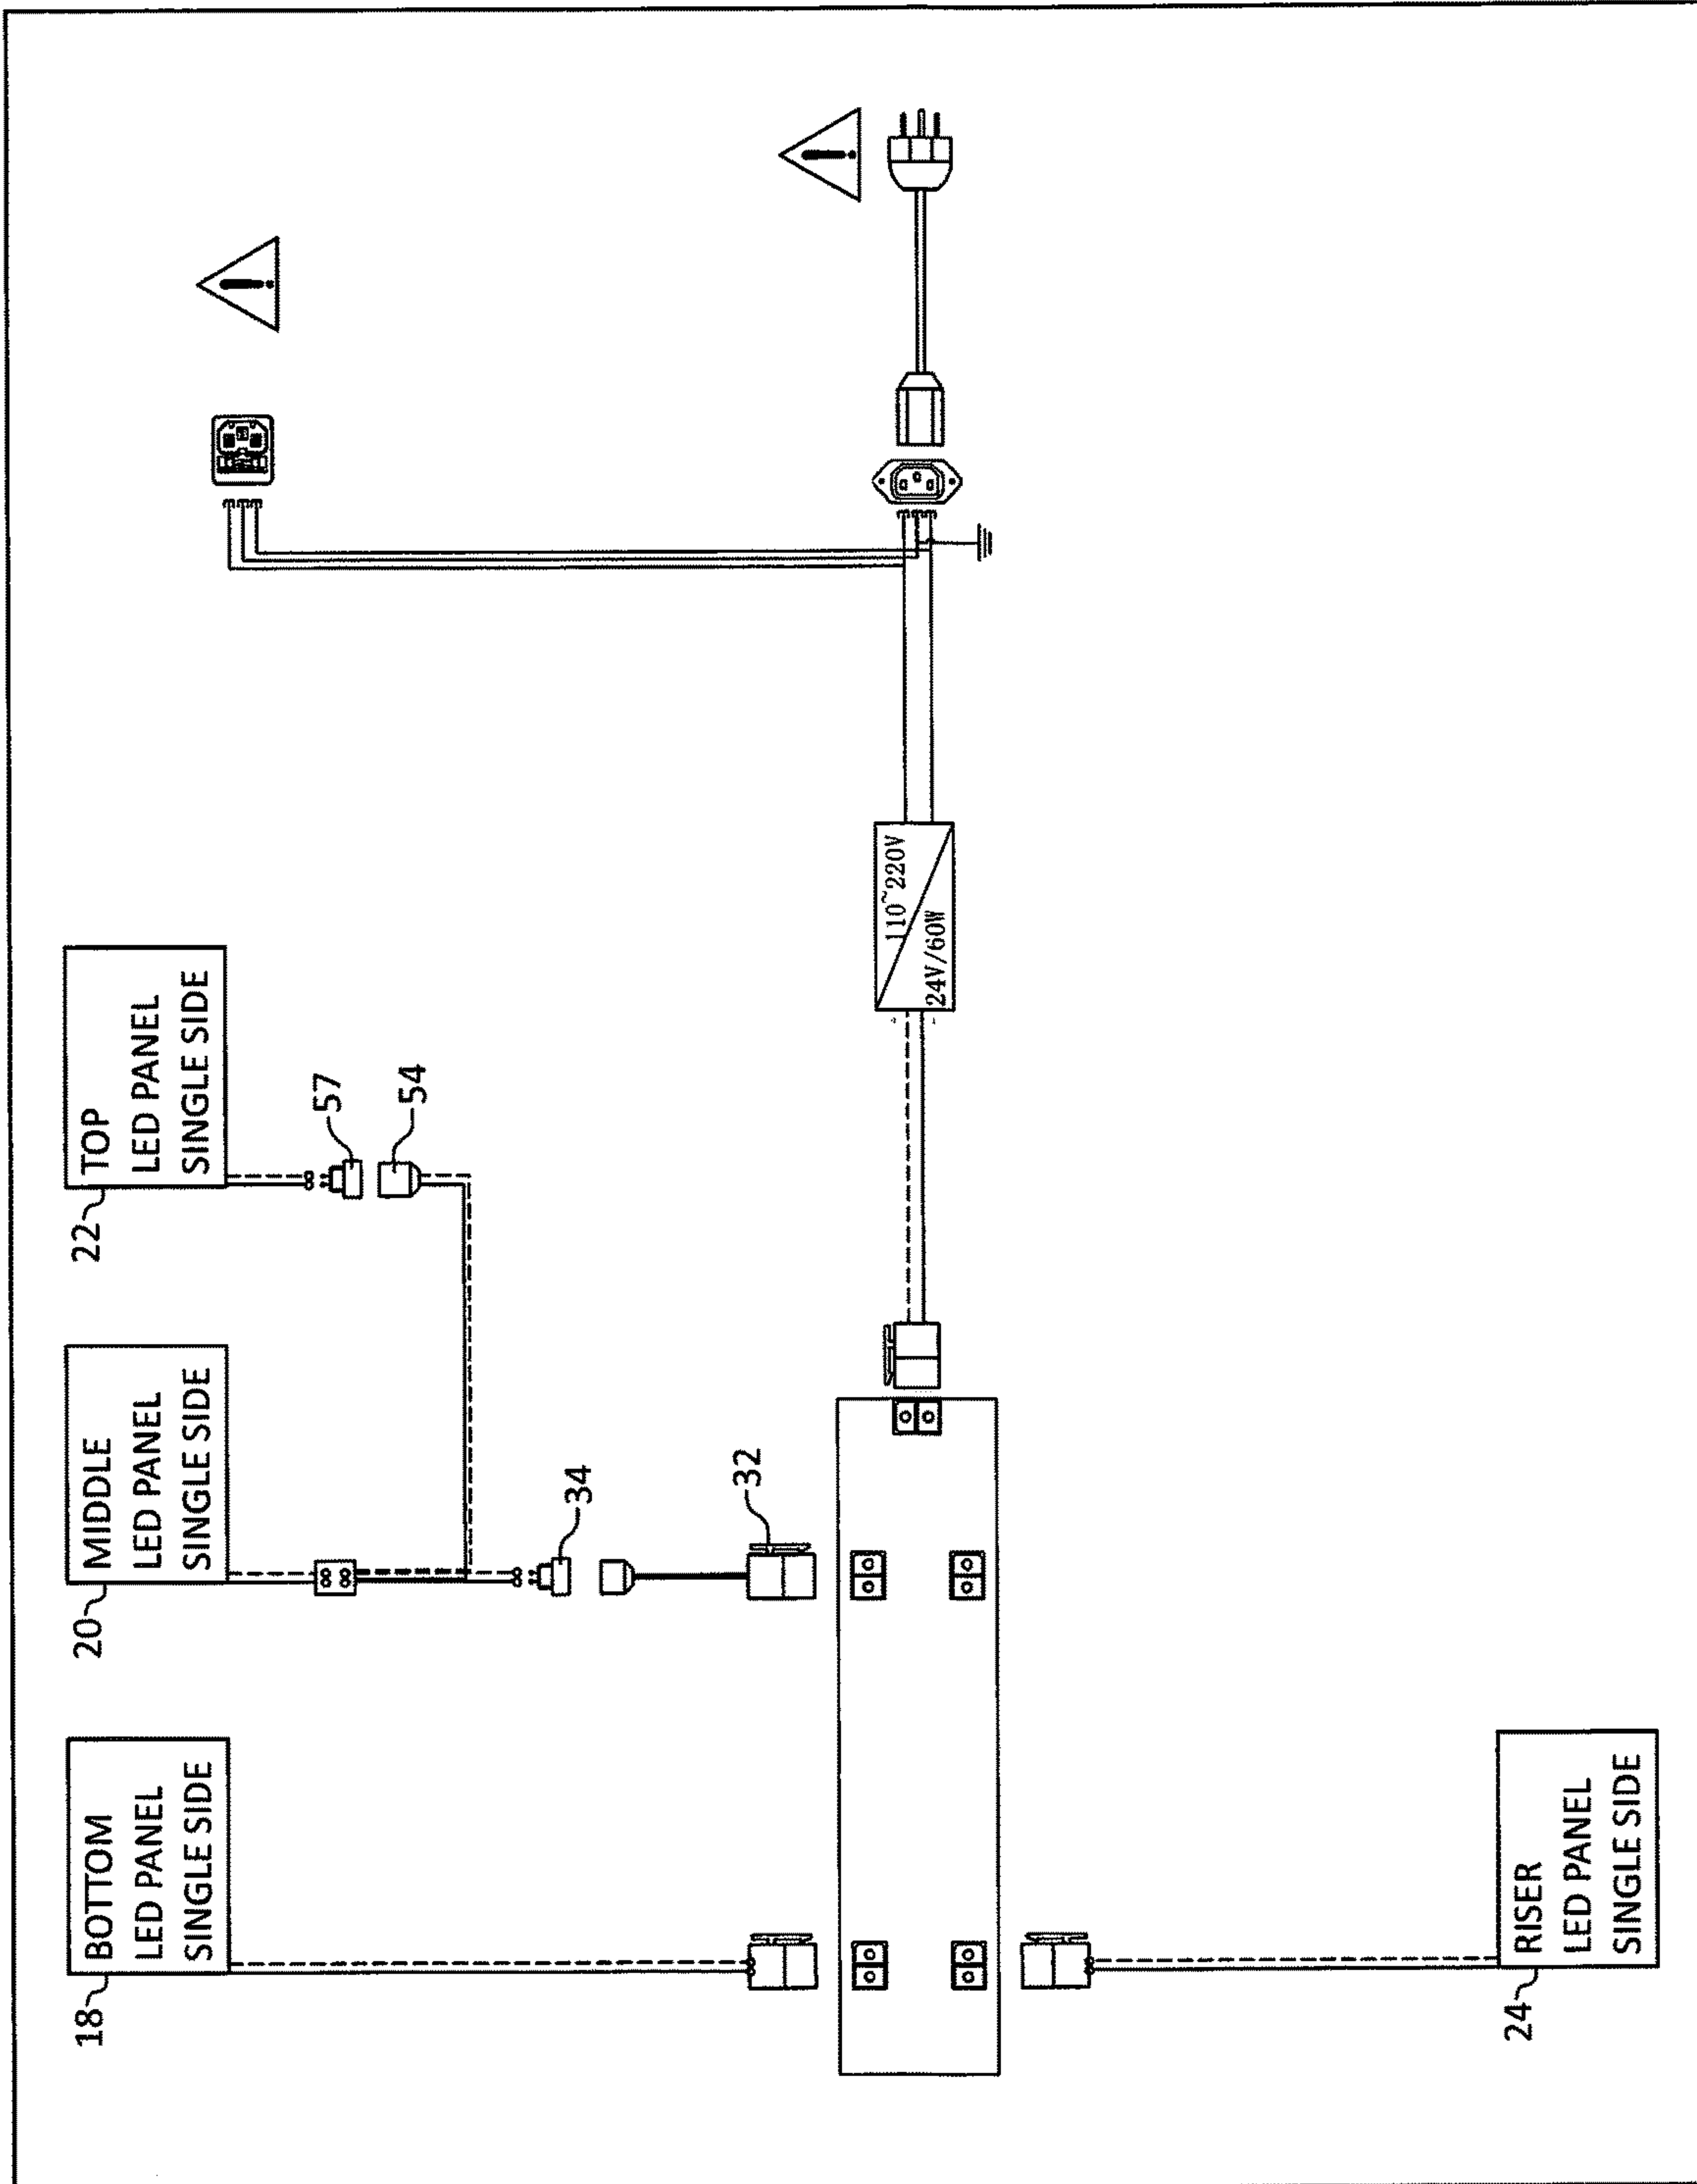 18
BOTTOM
LED PANEL
SINGLE SIDE
20
MIDDLE
LED PANEL
SINGLE SIDE
22
TOP
LED PANEL
SINGLE SIDE
57
54
34
32
110~220V
24V/60W
24
RISER
LED PANEL
SINGLE SIDE